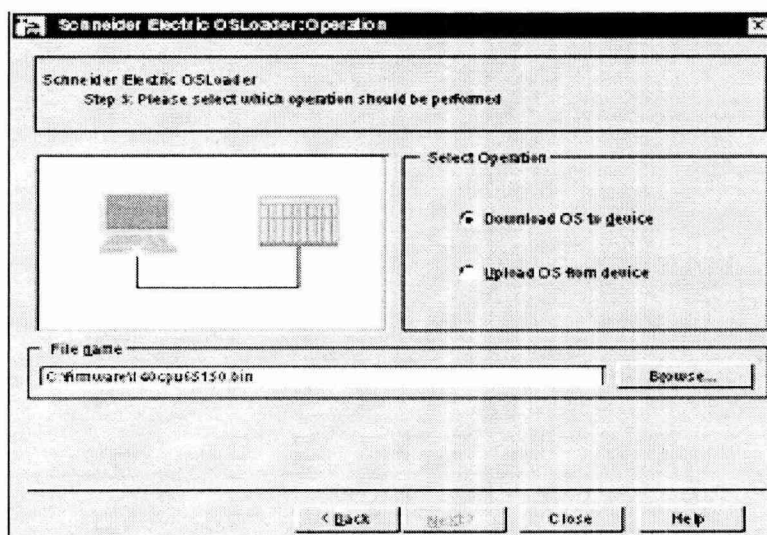 Schneider Electric OSLoader:Operation
Schneider Electric OSLoader
Step 3: Please select which operation should be performed
Select Operation
Download OS to device
Upload OS from device
File name
Browse...
< Back
Next>
Close
Help